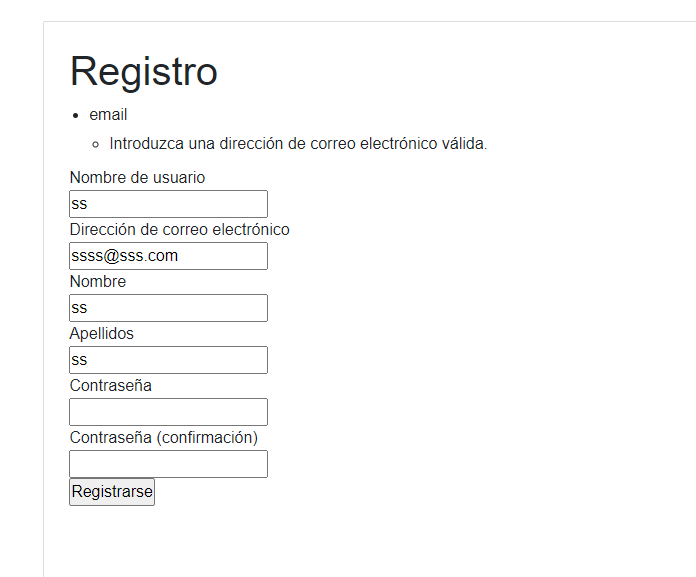 Registro
email
Introduzca una dirección de correo electrónico válida.
Nombre de usuario
ss
Dirección de correo electrónico
ssss@sss.com
Nombre
ss
Apellidos
ss
Contraseña
Contraseña (confirmación)
Registrarse